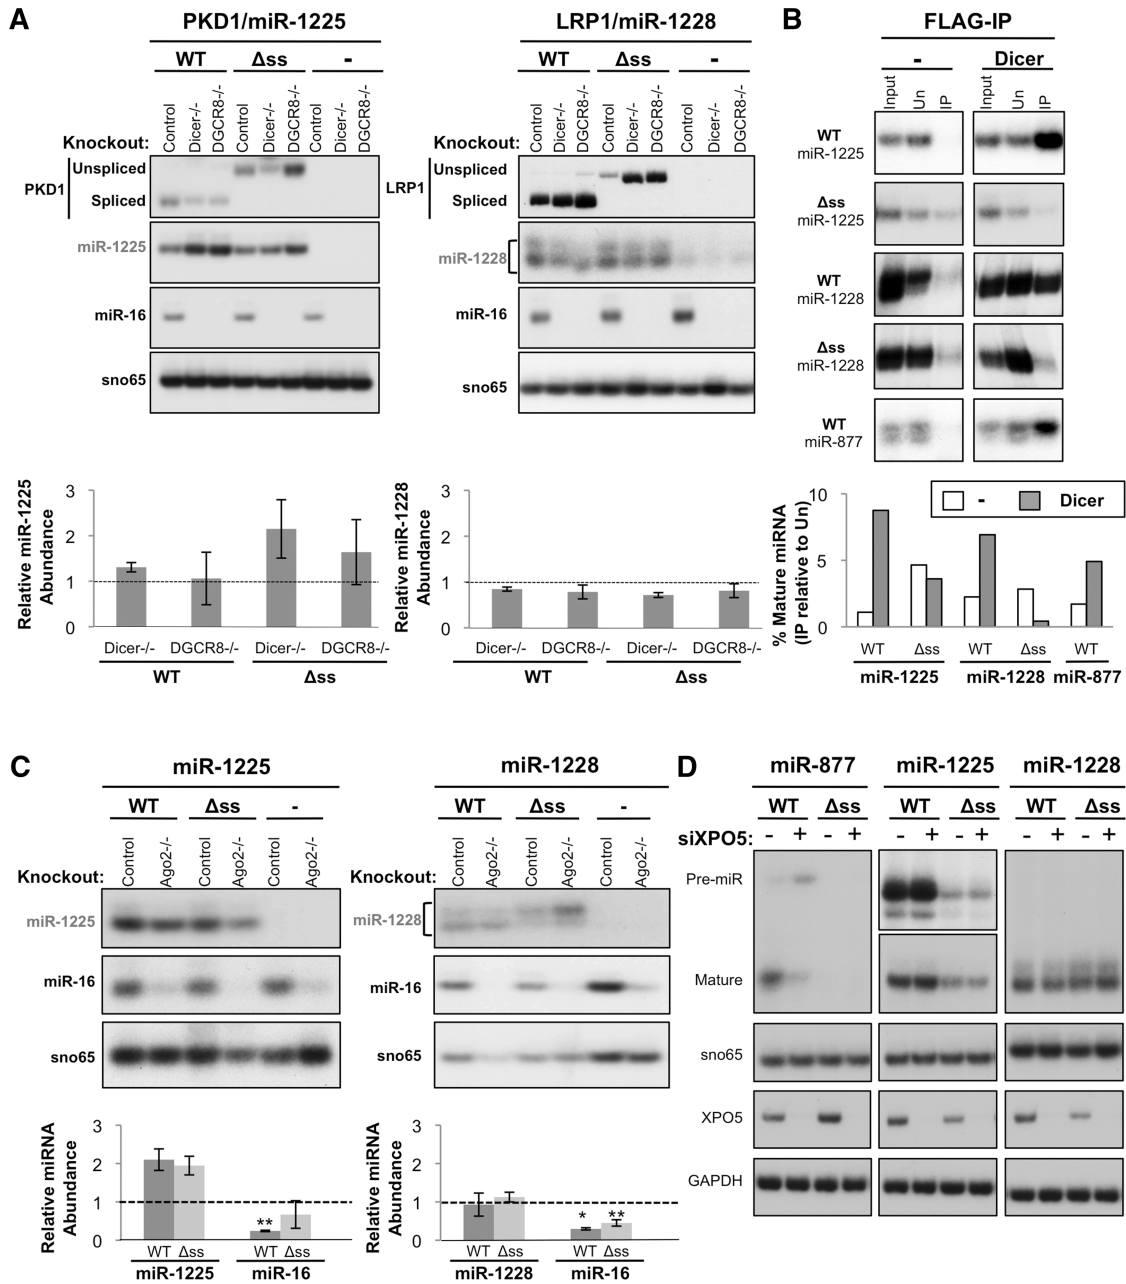 A
PKD1/miR-1225
WT Δss -
Knockout: Control Dicer-/- DGCR8-/- Control Dicer-/- DGCR8-/- Control Dicer-/- DGCR8-/-
PKD1
Unspliced
Spliced
miR-1225
miR-16
sno65
LRP1/miR-1228
WT Δss -
Knockout: Control Dicer-/- DGCR8-/- Control Dicer-/- DGCR8-/- Control Dicer-/- DGCR8-/-
LRP1
Unspliced
Spliced
miR-1228
miR-16
sno65
Relative miR-1225
Abundance
3
2
1
0
Dicer-/- DGCR8-/- Dicer-/- DGCR8-/-
WT Δss
Relative miR-1228
Abundance
3
2
1
0
Dicer-/- DGCR8-/- Dicer-/- DGCR8-/-
WT Δss
B
FLAG-IP
- Dicer
Input Un IP Input Un IP
WT
miR-1225
Δss
miR-1225
WT
miR-1228
Δss
miR-1228
WT
miR-877
% Mature miRNA
(IP relative to Un)
10
5
0
- Dicer
WT Δss WT Δss WT
miR-1225 miR-1228 miR-877
C
miR-1225
WT Δss -
Knockout: Control Ago2-/- Control Ago2-/- Control Ago2-/-
miR-1225
miR-16
sno65
miR-1228
WT Δss -
Knockout: Control Ago2-/- Control Ago2-/- Control Ago2-/-
miR-1228
miR-16
sno65
Relative miRNA
Abundance
3
2
1
0
**
WT Δss WT Δss
miR-1225 miR-16
Relative miRNA
Abundance
3
2
1
0
* **
WT Δss WT Δss
miR-1228 miR-16
D
miR-877 miR-1225 miR-1228
WT Δss WT Δss WT Δss
siXPO5: - + - + - + - + - + - +
Pre-miR
Mature
sno65
XPO5
GAPDH